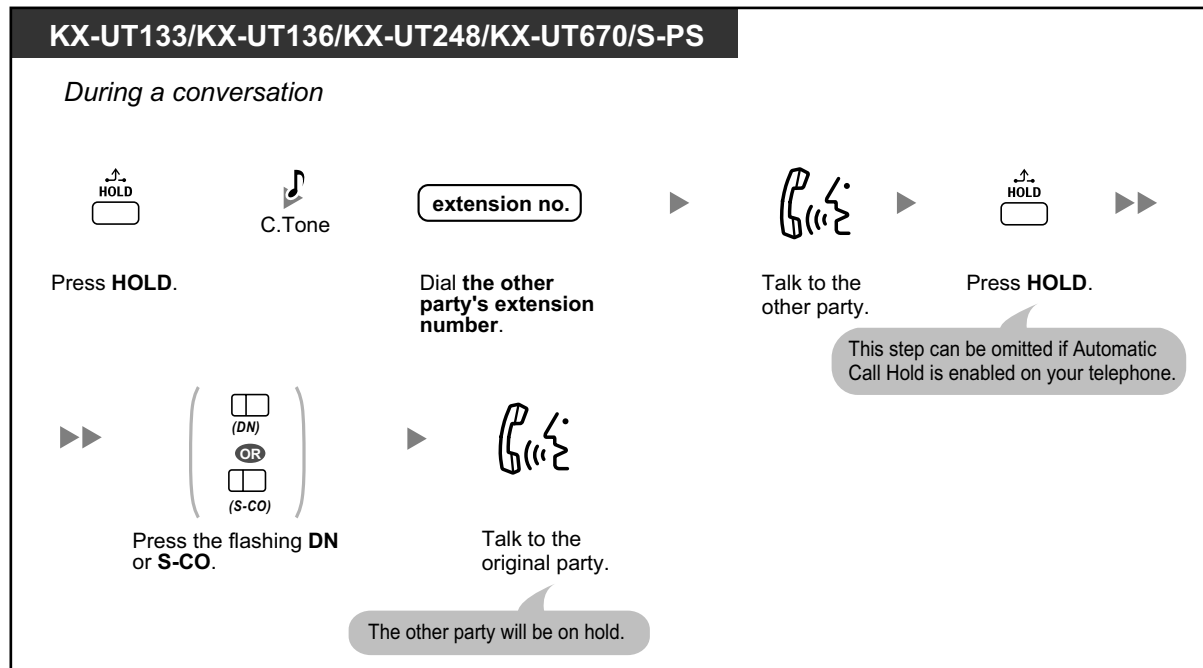 KX-UT133/KX-UT136/KX-UT248/KX-UT670/S-PS
During a conversation
HOLD
C.Tone
extension no.
HOLD
Press HOLD.
Dial the other
party's extension
number.
Talk to the
other party.
Press HOLD.
This step can be omitted if Automatic
Call Hold is enabled on your telephone.
(DN)
OR
(S-CO)
Press the flashing DN
or S-CO.
Talk to the
original party.
The other party will be on hold.